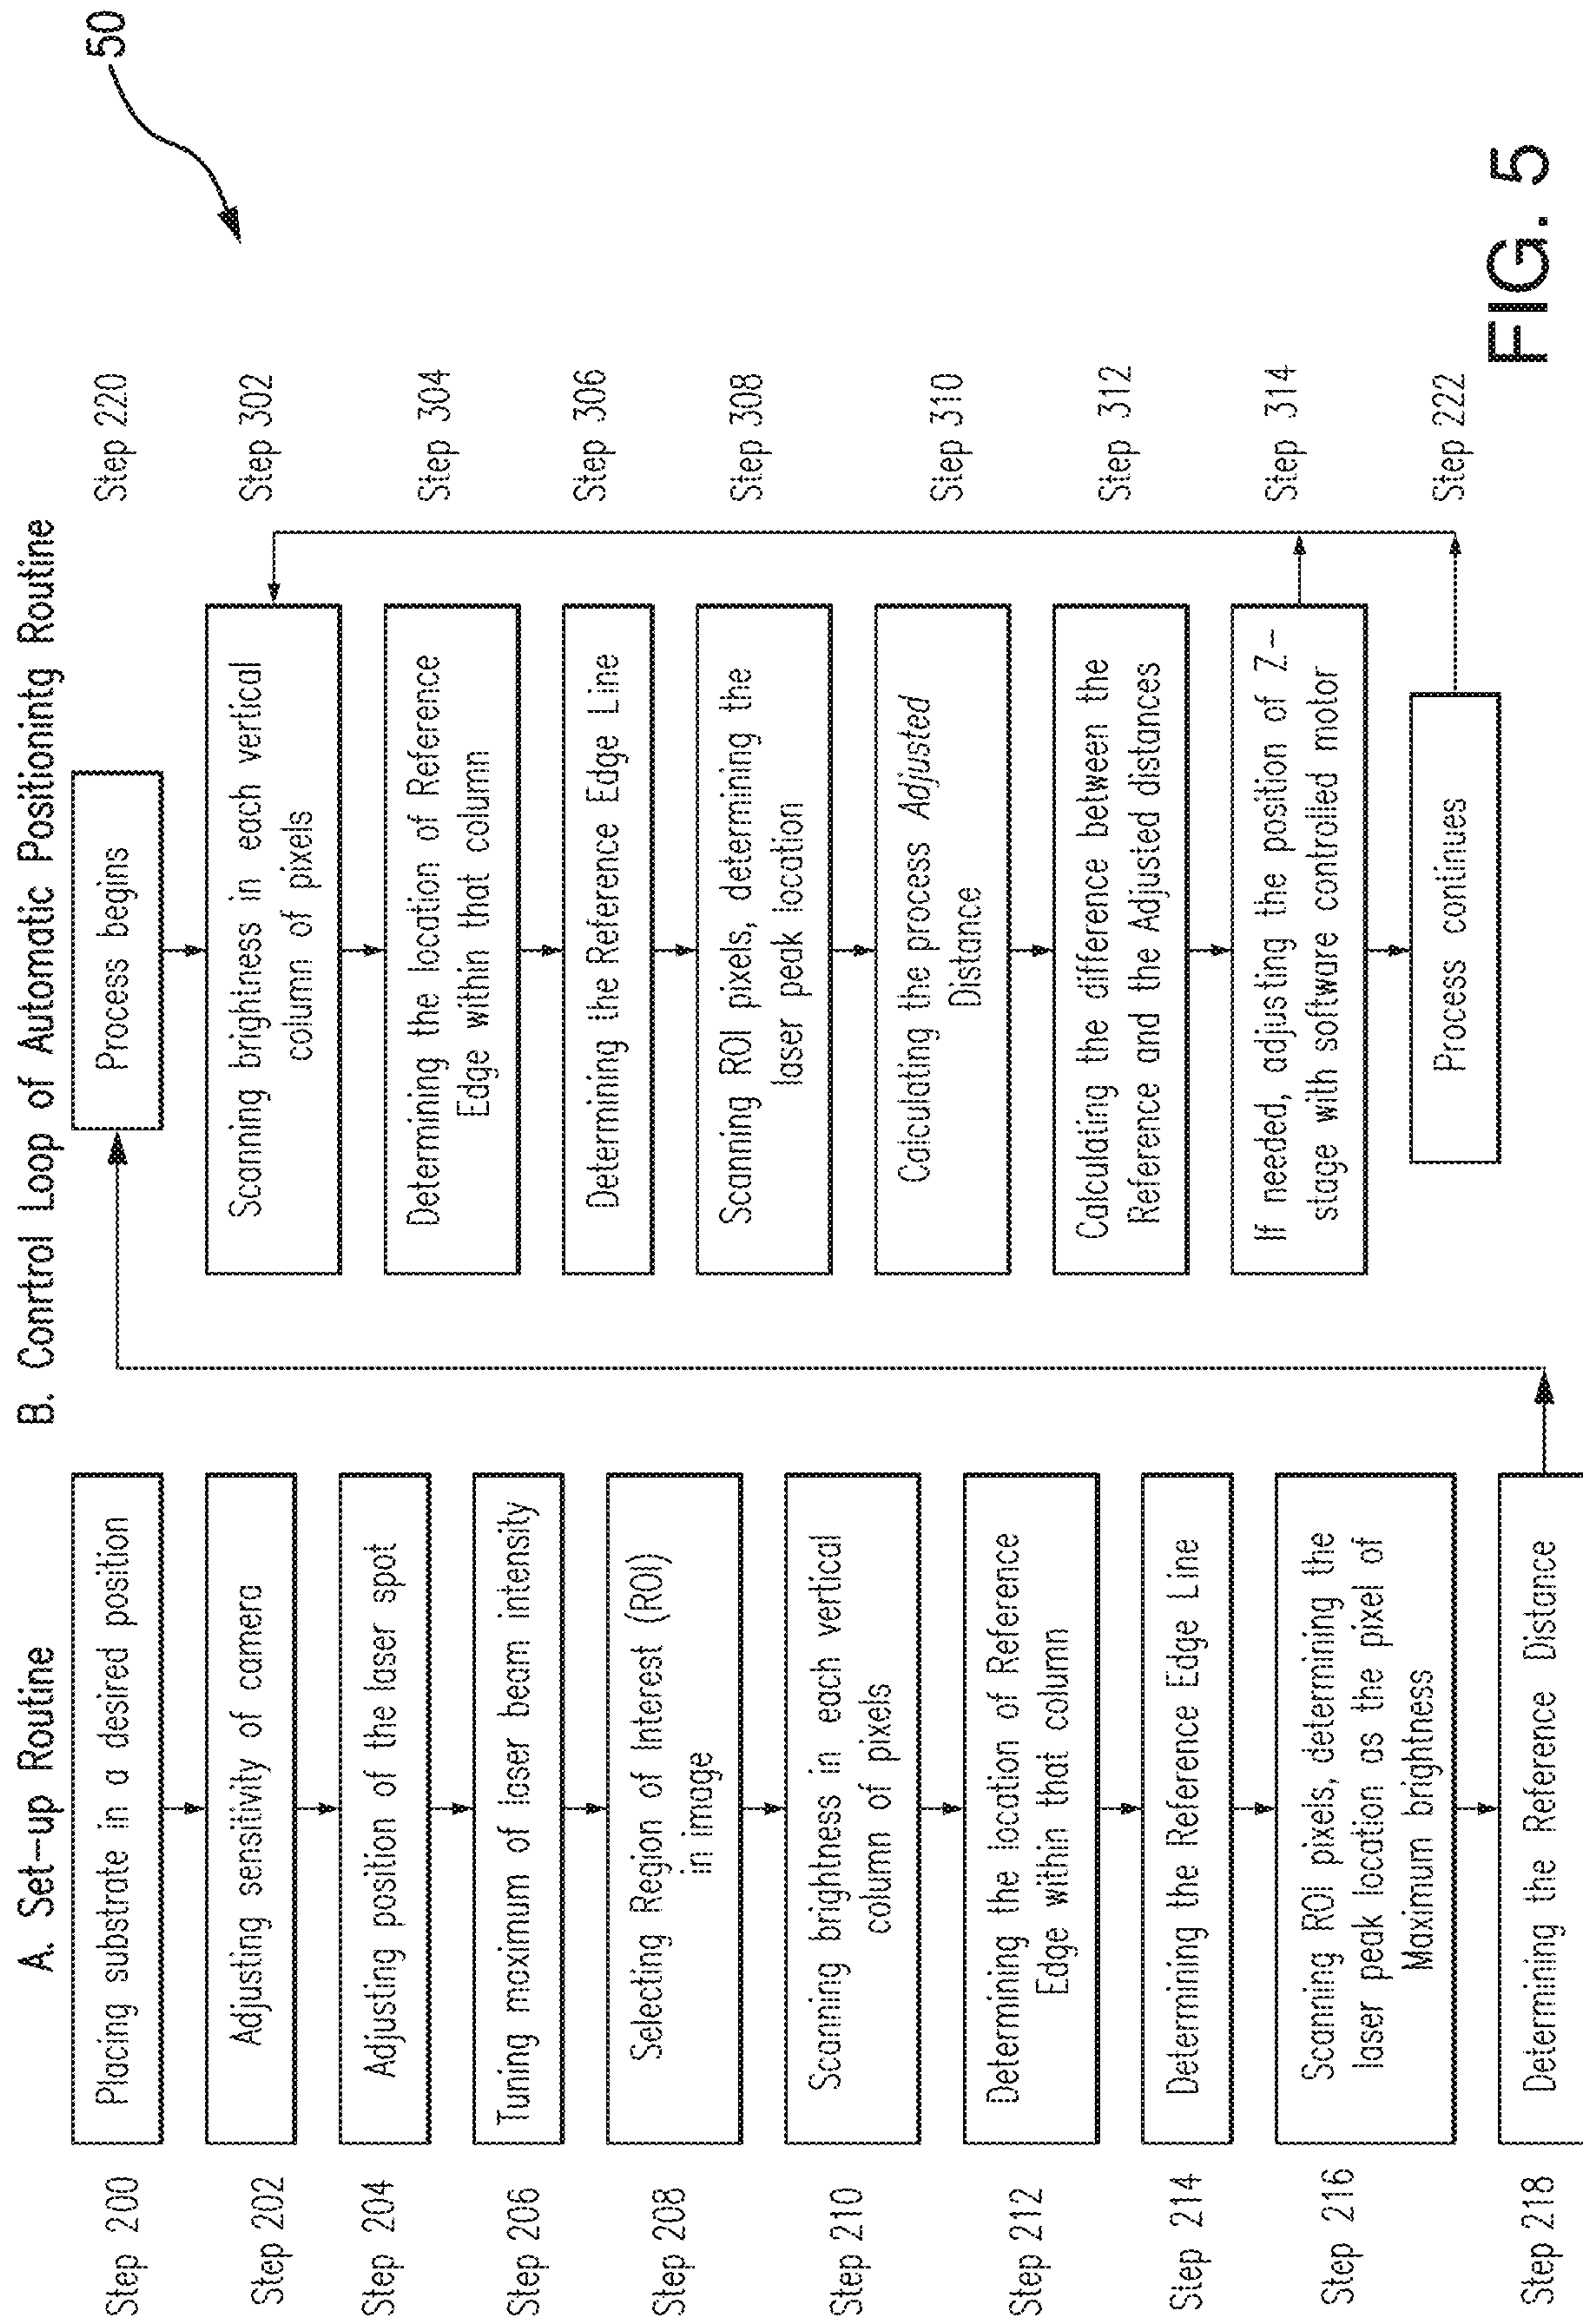 50
A. Set-up Routine
Step 200
Placing substrate in a desired position
Step 202
Adjusting sensitivity of camera
Step 204
Adjusting position of the laser spot
Step 206
Tuning maximum of laser beam intensity
Step 208
Selecting Region of Interest (ROI)
in image
Step 210
Scanning brightness in each vertical
column of pixels
Step 212
Determining the location of Reference
Edge within that column
Step 214
Determining the Reference Edge Line
Step 216
Scanning ROI pixels, determining the
laser peak location as the pixel of
Maximum brightness
Step 218
Determining the Reference Distance
B. Control Loop of Automatic Positioning Routine
Process begins
Step 220
Scanning brightness in each vertical
column of pixels
Step 302
Determining the location of Reference
Edge within that column
Step 304
Determining the Reference Edge Line
Step 306
Scanning ROI pixels, determining the
laser peak location
Step 308
Calculating the process Adjusted
Distance
Step 310
Calculating the difference between the
Reference and the Adjusted distances
Step 312
If needed, adjusting the position of Z-
stage with software controlled motor
Step 314
Process continues
Step 222
FIG. 5